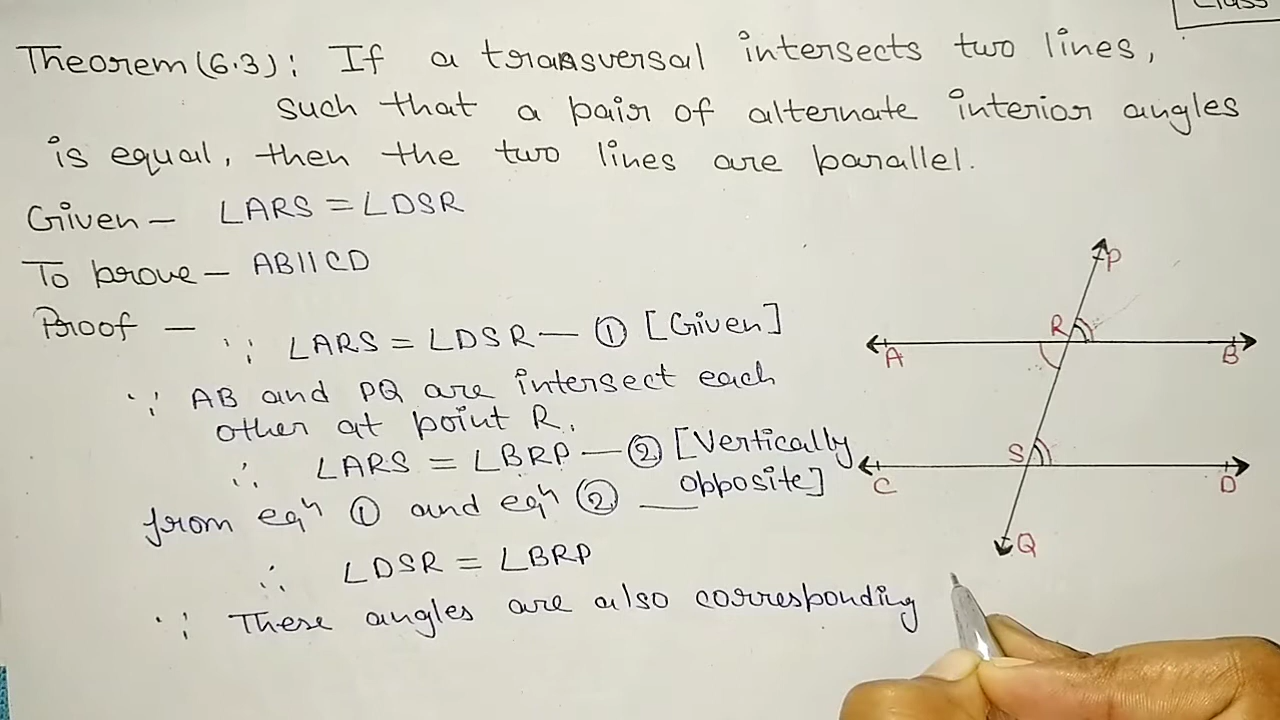 Class
Theorem (6.3): If a transversal intersects two lines,
such that a pair of alternate interior angles
is equal, then the two lines are parallel.
Given - ∠ARS = ∠DSR
To prove - AB||CD
Proof -
∵ ∠ARS = ∠DSR — ① [Given]
∵ AB and PQ are intersect each
other at point R.
∴ ∠ARS = ∠BRP — ② [Vertically
opposite]
from eqⁿ ① and eqⁿ ② —
∴ ∠DSR = ∠BRP
∵ These angles are also corresponding
P
R
A
B
S
C
D
Q